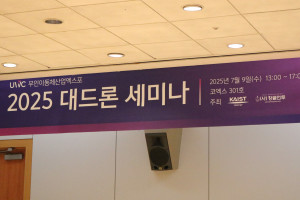 UWC 무인이동체산업엑스포
2025 대드론 세미나
2025년 7월 9일(수) 13:00 ~ 17:0
코엑스 301호
주최 KAIST